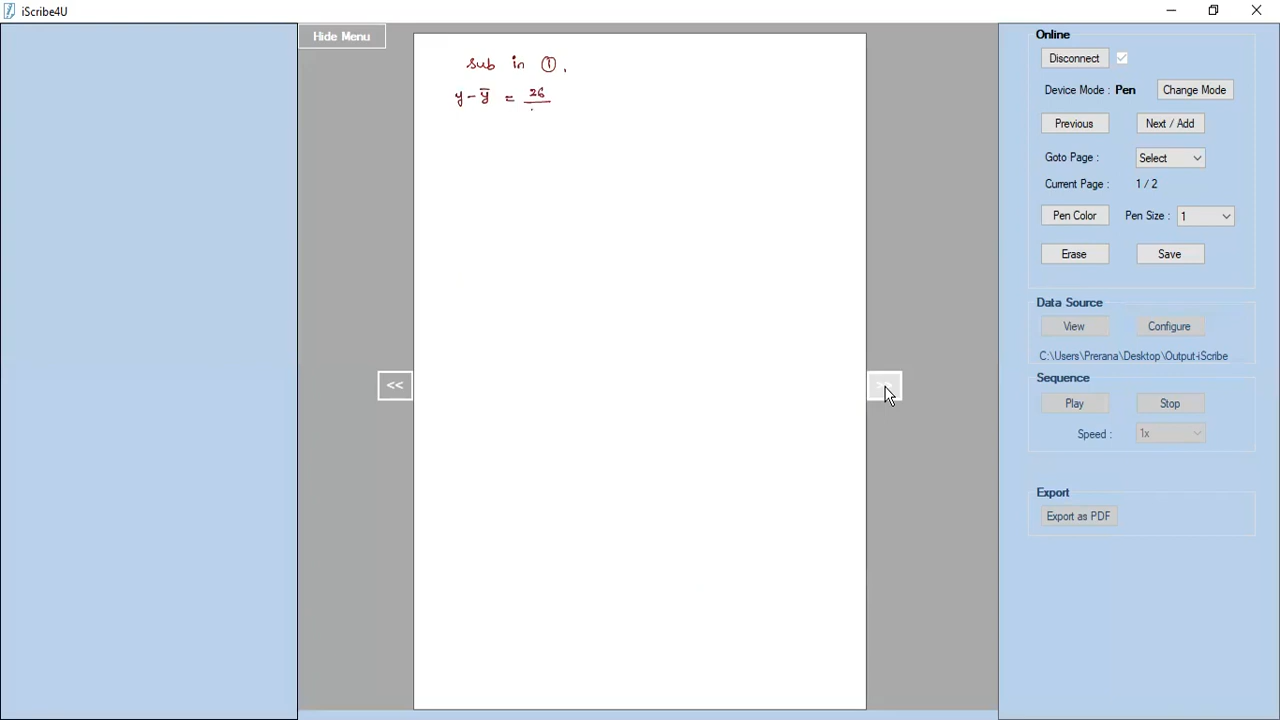 iScribe4U
Hide Menu
sub in ①.
y - ȳ = 26
<<
>>
Online
Disconnect
Device Mode : Pen
Change Mode
Previous
Next / Add
Goto Page :
Select
Current Page :
1 / 2
Pen Color
Pen Size :
1
Erase
Save
Data Source
View
Configure
C:\Users\Prerana\Desktop\Output-iScribe
Sequence
Play
Stop
Speed :
1x
Export
Export as PDF